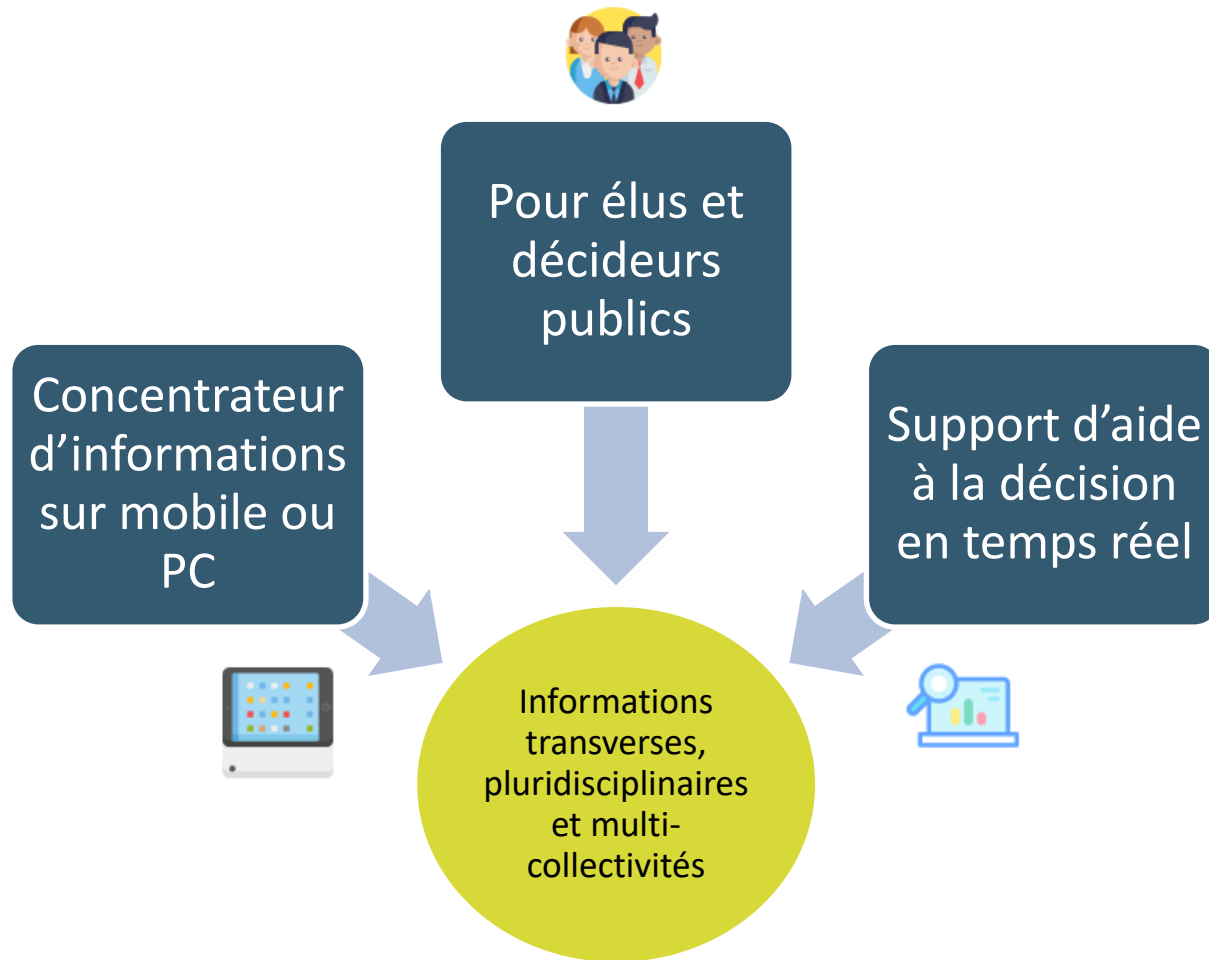 Pour élus et
décideurs
publics
Concentrateur
d’informations
sur mobile ou
PC
Support d’aide
à la décision
en temps réel
Informations
transverses,
pluridisciplinaires
et multi-
collectivités